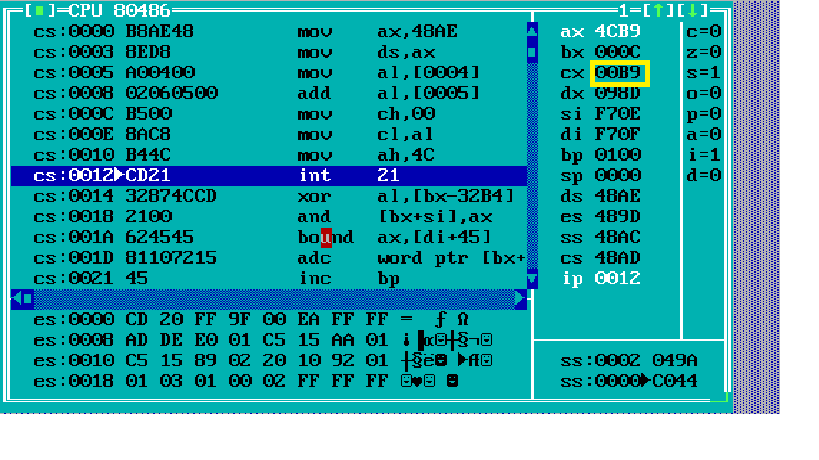 [■]=CPU 80486 1=[↑][↓]
cs:0000 B8AE48 mov ax,48AE
cs:0003 8ED8 mov ds,ax
cs:0005 A00400 mov al,[0004]
cs:0008 02060500 add al,[0005]
cs:000C B500 mov ch,00
cs:000E 8AC8 mov cl,al
cs:0010 B44C mov ah,4C
cs:0012►CD21 int 21
cs:0014 32874CCD xor al,[bx-32B4]
cs:0018 2100 and [bx+si],ax
cs:001A 624545 bound ax,[di+45]
cs:001D 81107215 adc word ptr [bx+
cs:0021 45 inc bp
ax 4CB9 c=0
bx 000C z=0
cx 00B9 s=1
dx 098D o=0
si F70E p=0
di F70F a=0
bp 0100 i=1
sp 0000 d=0
ds 48AE
es 489D
ss 48AC
cs 48AD
ip 0012
es:0000 CD 20 FF 9F 00 EA FF FF = ƒ Ω
es:0008 AD DE E0 01 C5 15 AA 01 ¡▐α☺┼§¬☺
es:0010 C5 15 89 02 20 10 92 01 ┼§ë☻ ►Æ☺
es:0018 01 03 01 00 02 FF FF FF ☺♥☺ ☻
ss:0002 049A
ss:0000►C044